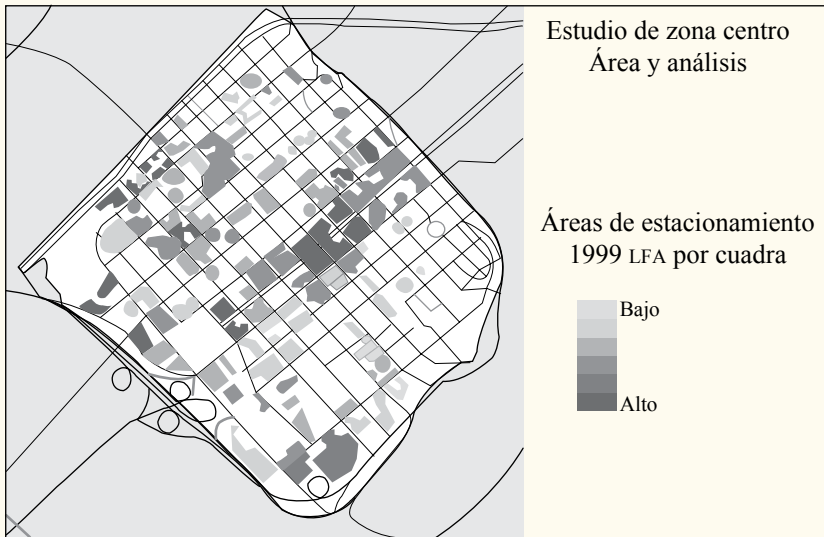 Estudio de zona centro
Área y análisis
Áreas de estacionamiento
1999 LFA por cuadra
Bajo
Alto